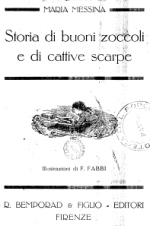 MARIA MESSINA
Storia di buoni zoccoli
e di cattive scarpe
Illustrazioni di F. FABBI
R. BEMPORAD & FIGLIO - EDITORI
FIRENZE